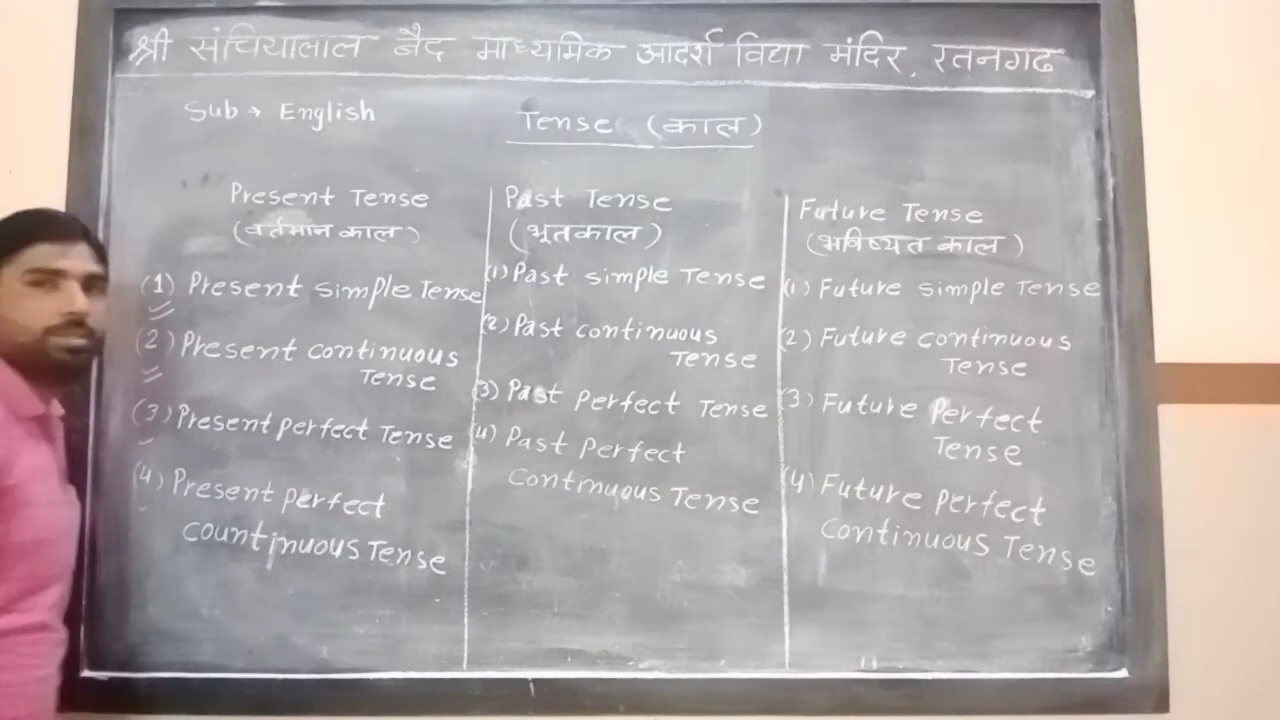 श्री संचियालाल बैद माध्यमिक आदर्श विद्या मंदिर, रतनगढ
Sub → English
Tense (काल)
Present Tense
(वर्तमान काल)
(1) Present simple Tense
(2) Present continuous
Tense
(3) Present perfect Tense
(4) Present perfect
countinuous Tense
Past Tense
(भूतकाल)
(1) Past simple Tense
(2) Past continuous
Tense
(3) Past perfect Tense
(4) Past perfect
continuous Tense
Future Tense
(भविष्यत काल)
(1) Future simple Tense
(2) Future continuous
Tense
(3) Future Perfect
Tense
(4) Future perfect
continuous Tense